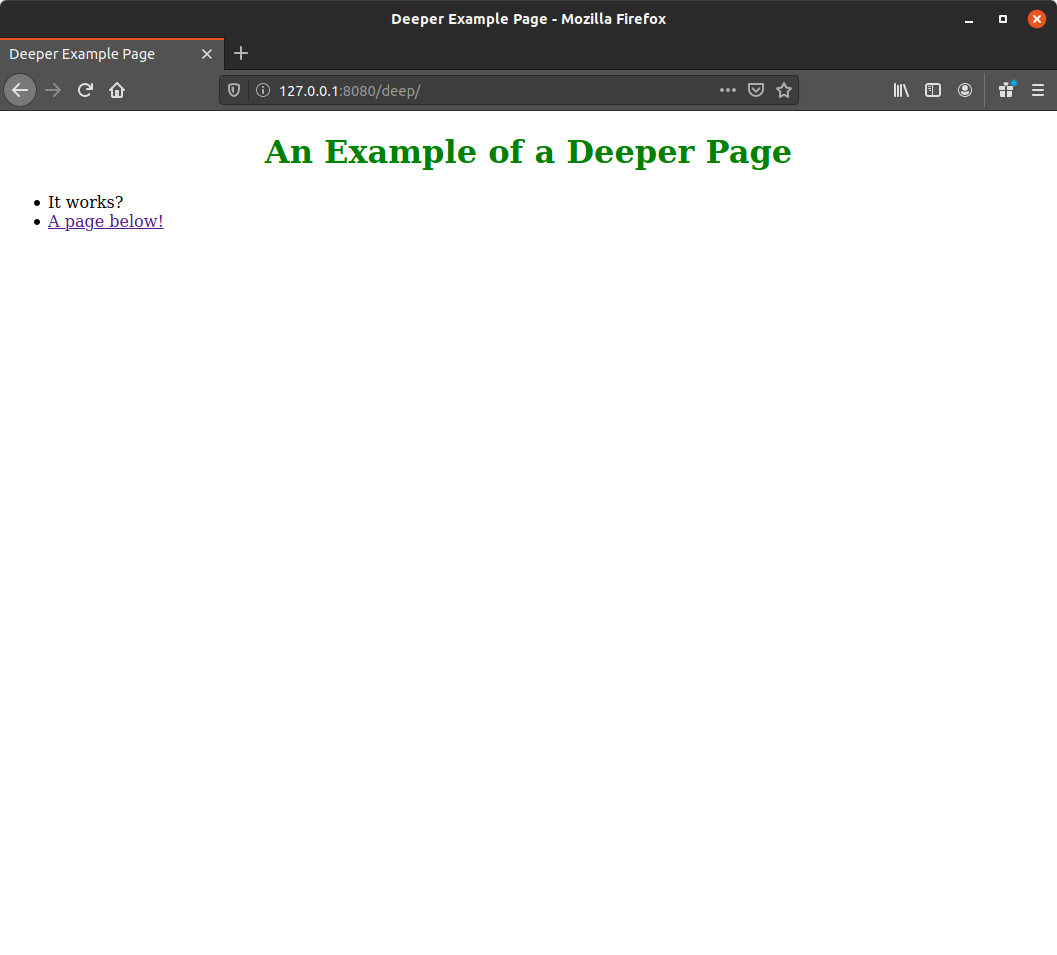 Deeper Example Page - Mozilla Firefox
Deeper Example Page
127.0.0.1:8080/deep/
An Example of a Deeper Page
It works?
A page below!